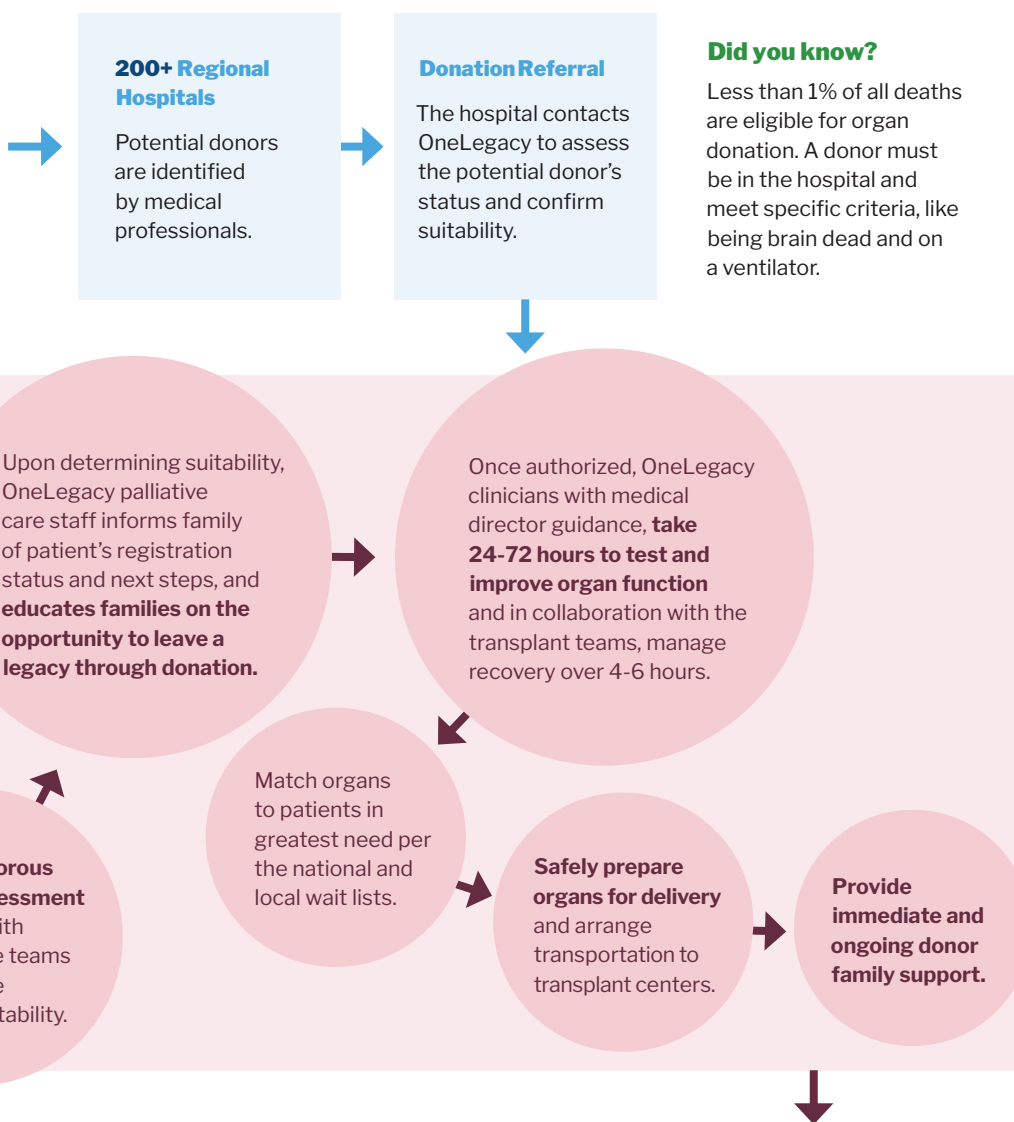 200+ Regional
Hospitals
Potential donors
are identified
by medical
professionals.
Donation Referral
The hospital contacts
OneLegacy to assess
the potential donor's
status and confirm
suitability.
Did you know?
Less than 1% of all deaths
are eligible for organ
donation. A donor must
be in the hospital and
meet specific criteria, like
being brain dead and on
a ventilator.
Upon determining suitability,
OneLegacy palliative
care staff informs family
of patient's registration
status and next steps, and
educates families on the
opportunity to leave a
legacy through donation.
Once authorized, OneLegacy
clinicians with medical
director guidance, take
24-72 hours to test and
improve organ function
and in collaboration with the
transplant teams, manage
recovery over 4-6 hours.
Match organs
to patients in
greatest need per
the national and
local wait lists.
Safely prepare
organs for delivery
and arrange
transportation to
transplant centers.
Provide
immediate and
ongoing donor
family support.
teams